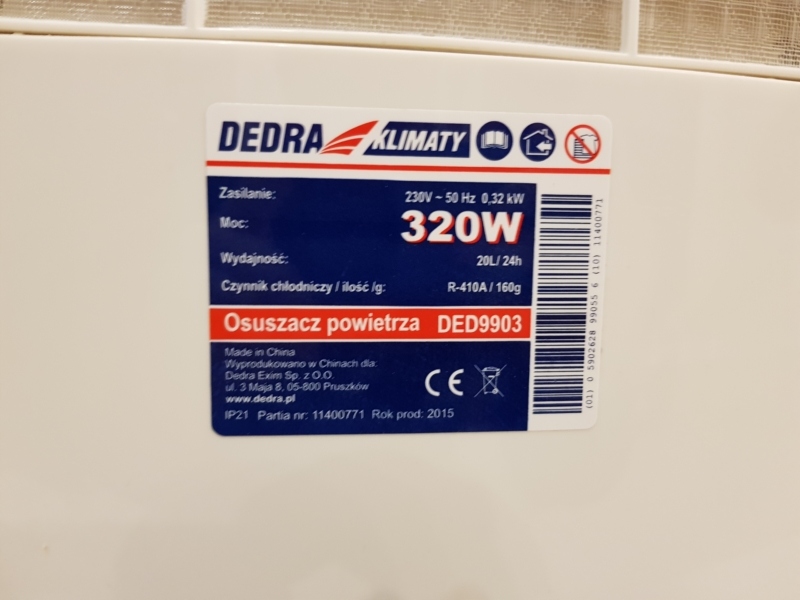 DEDRA KLIMATY
Zasilanie: 230V ~ 50 Hz 0,32 kW
Moc: 320W
Wydajność: 20L/ 24h
Czynnik chłodniczy / ilość /g: R-410A / 160g
Osuszacz powietrza DED9903
Made in China
Wyprodukowano w Chinach dla:
Dedra Exim Sp. z O.O.
ul. 3 Maja 8, 05-800 Pruszków
www.dedra.pl
CE
IP21 Partia nr: 11400771 Rok prod: 2015
(01) 0 5902628 99055 6 (10) 11400771